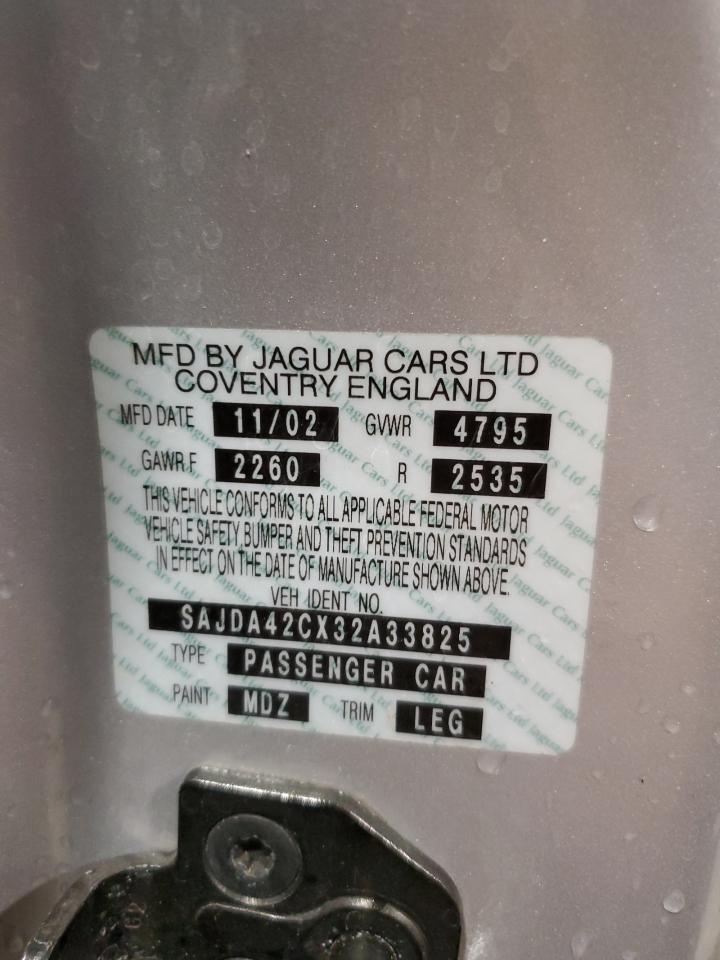 MFD BY JAGUAR CARS LTD
COVENTRY ENGLAND
MFD DATE 11/02 GVWR 4795
GAWR F 2260 R 2535
THIS VEHICLE CONFORMS TO ALL APPLICABLE FEDERAL MOTOR
VEHICLE SAFETY, BUMPER AND THEFT PREVENTION STANDARDS
IN EFFECT ON THE DATE OF MANUFACTURE SHOWN ABOVE.
VEH IDENT NO.
SAJDA42CX32A33825
TYPE PASSENGER CAR
PAINT MDZ TRIM LEG